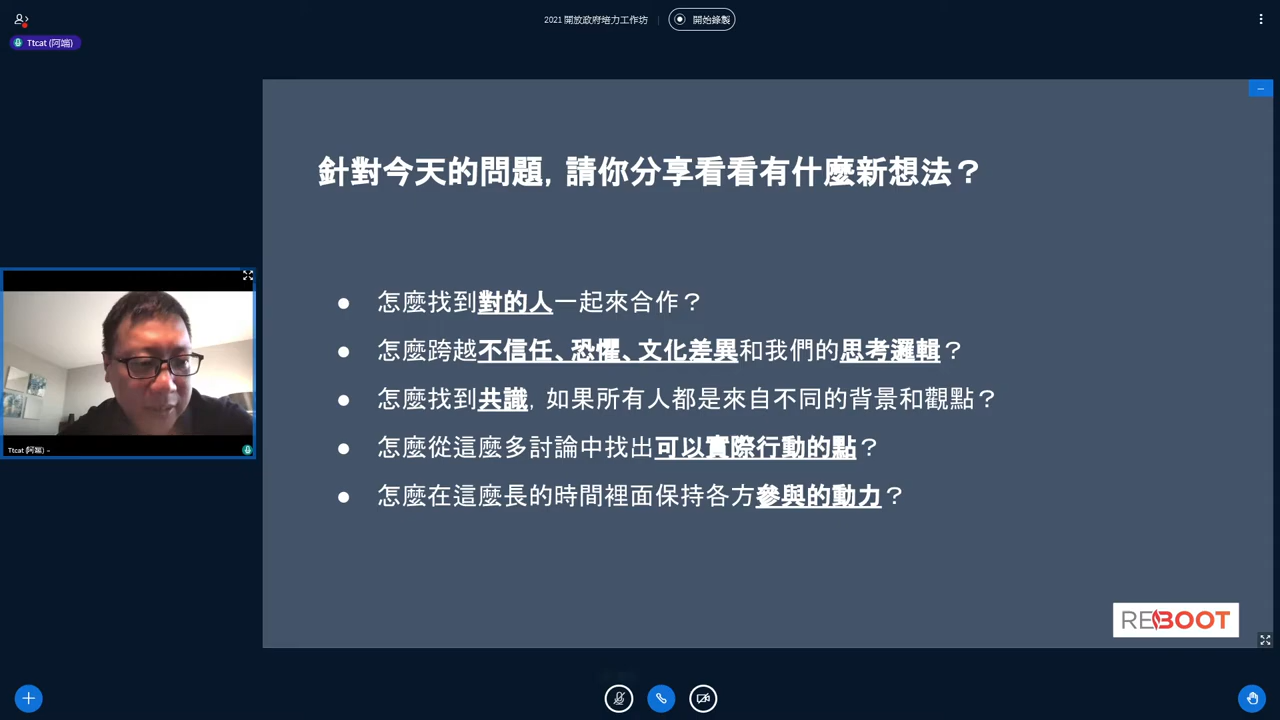 2021 開放政府培力工作坊
開始錄製
Ttcat (阿端)
針對今天的問題, 請你分享看看有什麼新想法?
● 怎麼找到對的人一起來合作?
● 怎麼跨越不信任、恐懼、文化差異和我們的思考邏輯?
● 怎麼找到共識, 如果所有人都是來自不同的背景和觀點?
● 怎麼從這麼多討論中找出可以實際行動的點?
● 怎麼在這麼長的時間裡面保持各方參與的動力?
Ttcat (阿端)
REBOOT